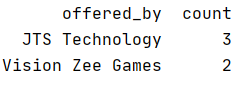 offered_by count
JTS Technology 3
Vision Zee Games 2